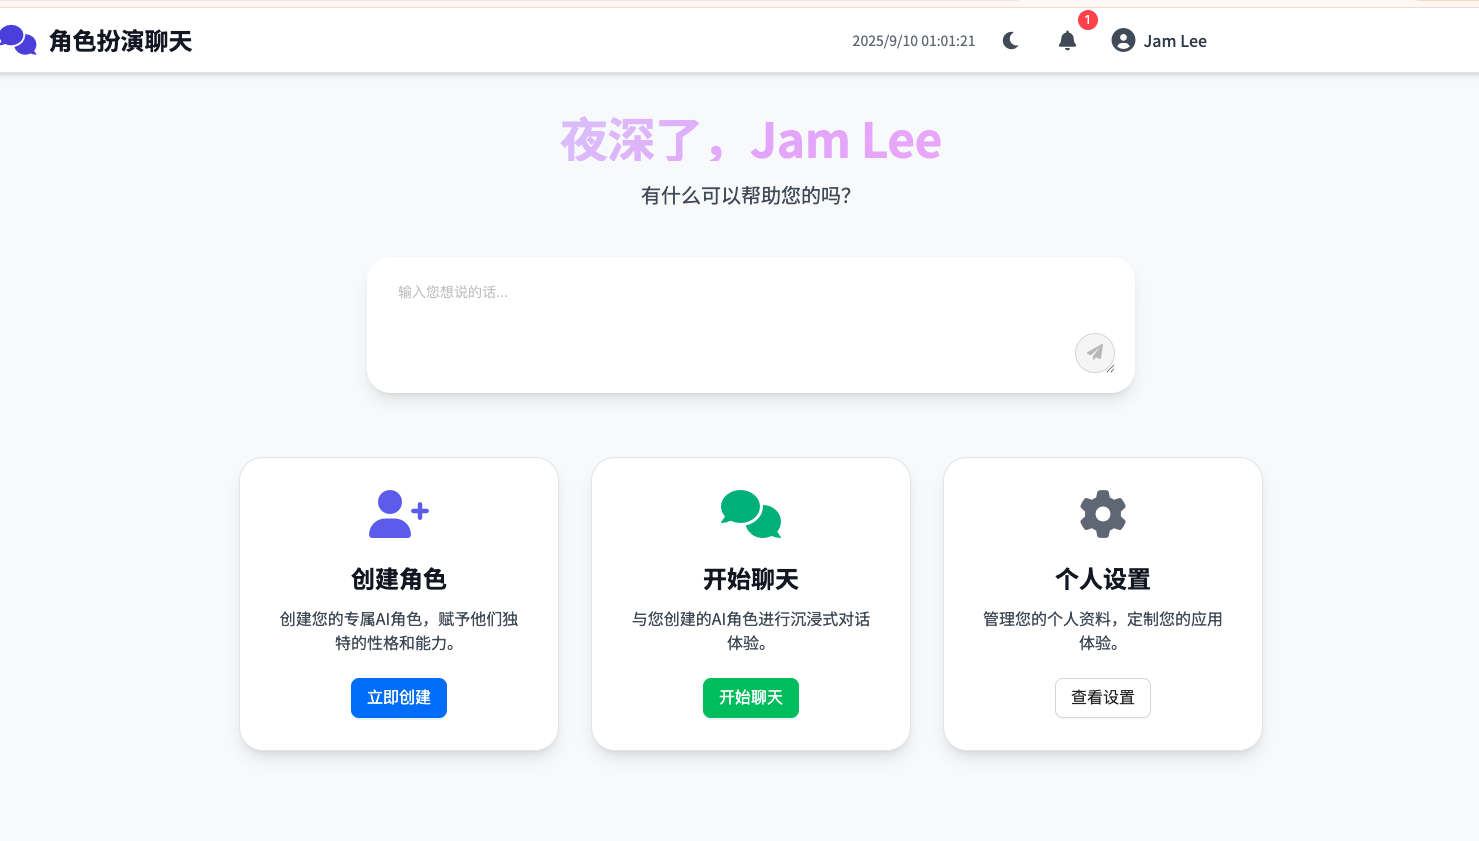 角色扮演聊天
2025/9/10 01:01:21
1
Jam Lee
夜深了，Jam Lee
有什么可以帮助您的吗？
输入您想说的话...
创建角色
创建您的专属AI角色，赋予他们独
特的性格和能力。
立即创建
开始聊天
与您创建的AI角色进行沉浸式对话
体验。
开始聊天
个人设置
管理您的个人资料，定制您的应用
体验。
查看设置